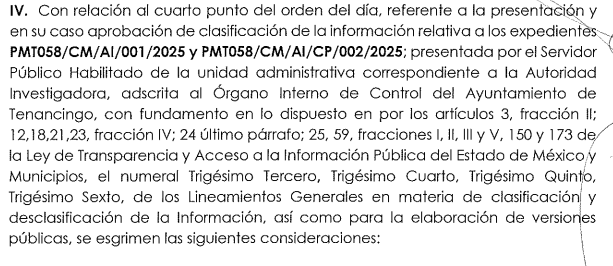 IV. Con relación al cuarto punto del orden del día, referente a la presentación y
en su caso aprobación de clasificación de la información relativa a los expedientes
PMT058/CM/AI/001/2025 y PMT058/CM/AI/CP/002/2025; presentada por el Servidor
Público Habilitado de la unidad administrativa correspondiente a la Autoridad
Investigadora, adscrita al Órgano Interno de Control del Ayuntamiento de
Tenancingo, con fundamento en lo dispuesto en por los artículos 3, fracción II;
12,18,21,23, fracción IV; 24 último párrafo; 25, 59, fracciones I, II, III y V, 150 y 173 de
la Ley de Transparencia y Acceso a la Información Pública del Estado de México y
Municipios, el numeral Trigésimo Tercero, Trigésimo Cuarto, Trigésimo Quinto,
Trigésimo Sexto, de los Lineamientos Generales en materia de clasificación y
desclasificación de la Información, así como para la elaboración de versiones
públicas, se esgrimen las siguientes consideraciones: